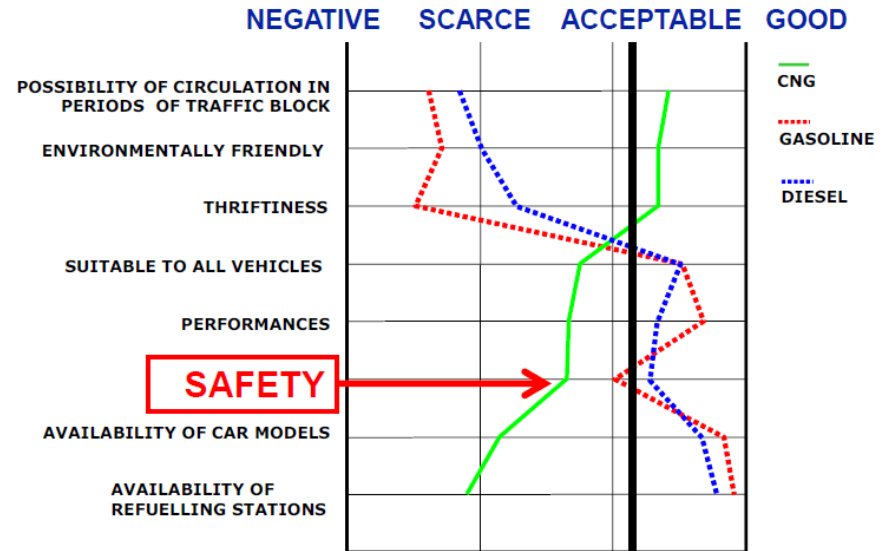 NEGATIVE SCARCE ACCEPTABLE GOOD
POSSIBILITY OF CIRCULATION IN
PERIODS OF TRAFFIC BLOCK
ENVIRONMENTALLY FRIENDLY
THRIFTINESS
SUITABLE TO ALL VEHICLES
PERFORMANCES
SAFETY
AVAILABILITY OF CAR MODELS
AVAILABILITY OF
REFUELLING STATIONS
CNG
GASOLINE
DIESEL